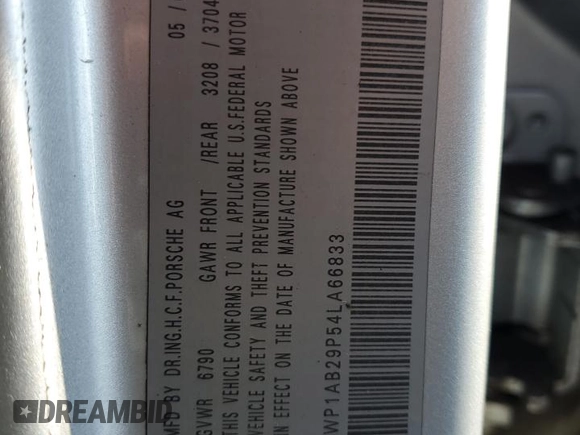 MFD BY DR.ING.H.C.F.PORSCHE AG 05 /
GVWR 6790 GAWR FRONT /REAR 3208 / 3704
THIS VEHICLE CONFORMS TO ALL APPLICABLE U.S.FEDERAL MOTOR
VEHICLE SAFETY AND THEFT PREVENTION STANDARDS
IN EFFECT ON THE DATE OF MANUFACTURE SHOWN ABOVE
WP1AB29P54LA66833
DID I OVERBID